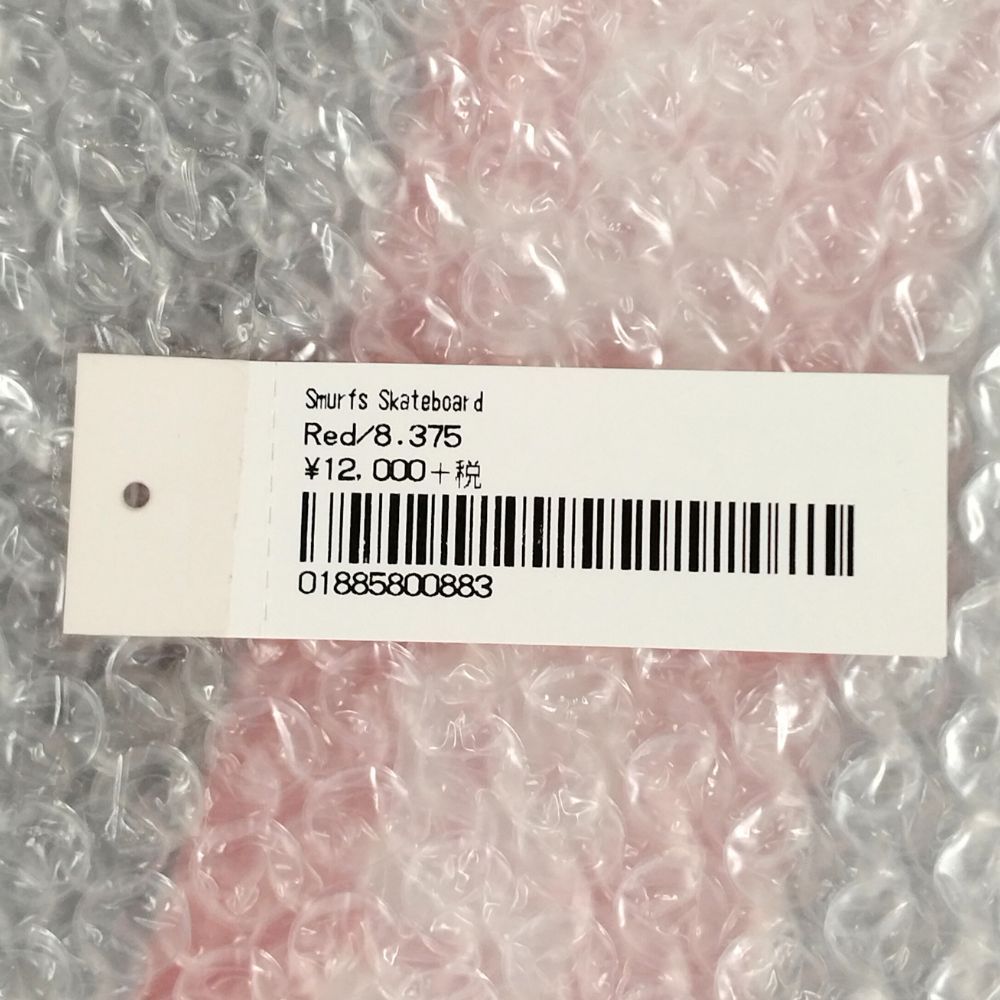 Smurfs Skateboard
Red/8.375
¥12,000+税
01885800883